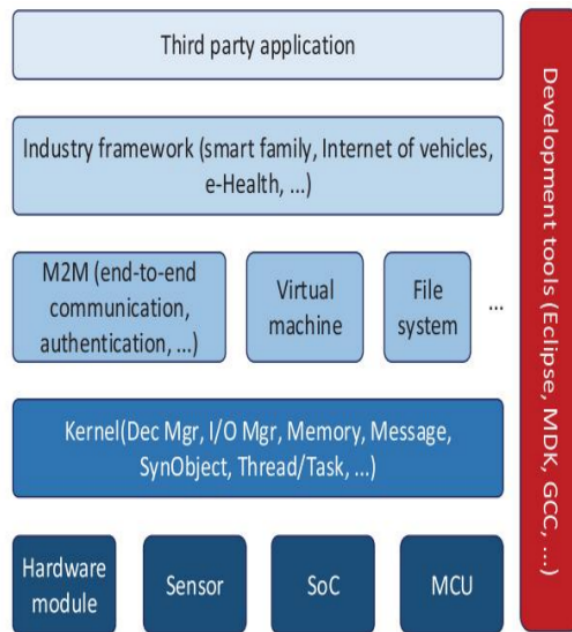 Third party application
Industry framework (smart family, Internet of vehicles,
e-Health, ...)
M2M (end-to-end
communication,
authentication, ...)
Virtual
machine
File
system
...
Kernel(Dec Mgr, I/O Mgr, Memory, Message,
SynObject, Thread/Task, ...)
Hardware
module
Sensor
SoC
MCU
Development tools (Eclipse, MDK, GCC, ...)